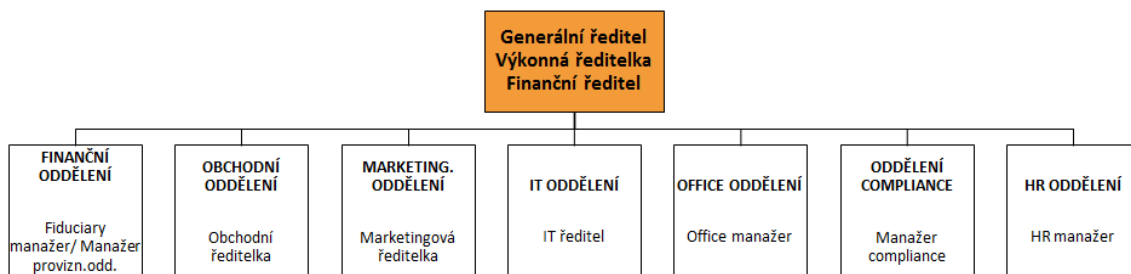 Generální ředitel
Výkonná ředitelka
Finanční ředitel
FINANČNÍ
ODDĚLENÍ
Fiduciary
manažer/ Manažer
provizn.odd.
OBCHODNÍ
ODDĚLENÍ
Obchodní
ředitelka
MARKETING.
ODDĚLENÍ
Marketingová
ředitelka
IT ODDĚLENÍ
IT ředitel
OFFICE ODDĚLENÍ
Office manažer
ODDĚLENÍ
COMPLIANCE
Manažer
compliance
HR ODDĚLENÍ
HR manažer